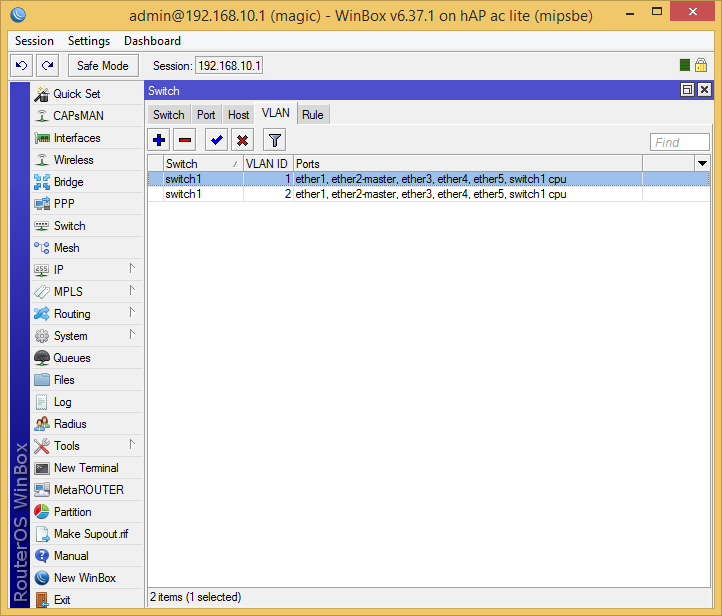 admin@192.168.10.1 (magic) - WinBox v6.37.1 on hAP ac lite (mipsbe)
Session Settings Dashboard
Safe Mode Session: 192.168.10.1
Quick Set
CAPsMAN
Interfaces
Wireless
Bridge
PPP
Switch
Mesh
IP
MPLS
Routing
System
Queues
Files
Log
Radius
Tools
New Terminal
MetaROUTER
Partition
Make Supout.rif
Manual
New WinBox
Exit
RouterOS WinBox
Switch
Switch Port Host VLAN Rule
Find
Switch VLAN ID Ports
switch1 1 ether1, ether2-master, ether3, ether4, ether5, switch1 cpu
switch1 2 ether1, ether2-master, ether3, ether4, ether5, switch1 cpu
2 items (1 selected)
255